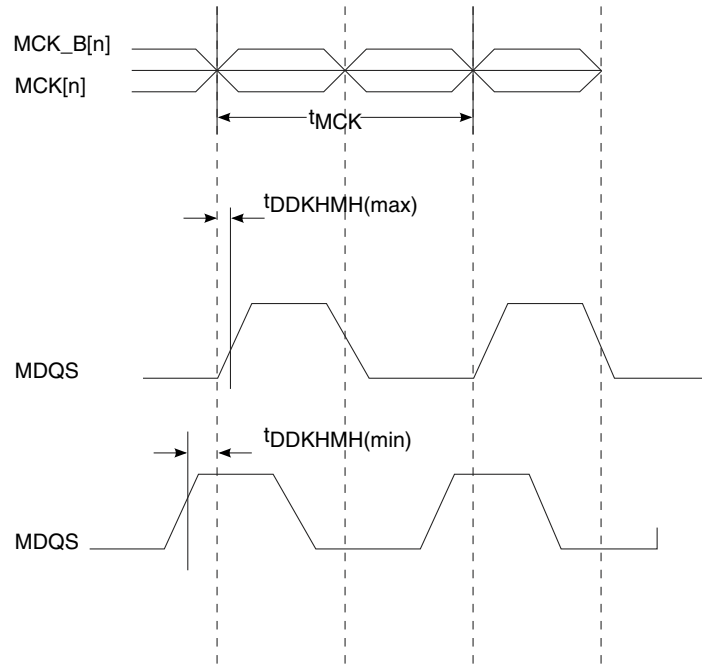 MCK_B[n]
MCK[n]
tMCK
tDDKHMH(max)
MDQS
tDDKHMH(min)
MDQS